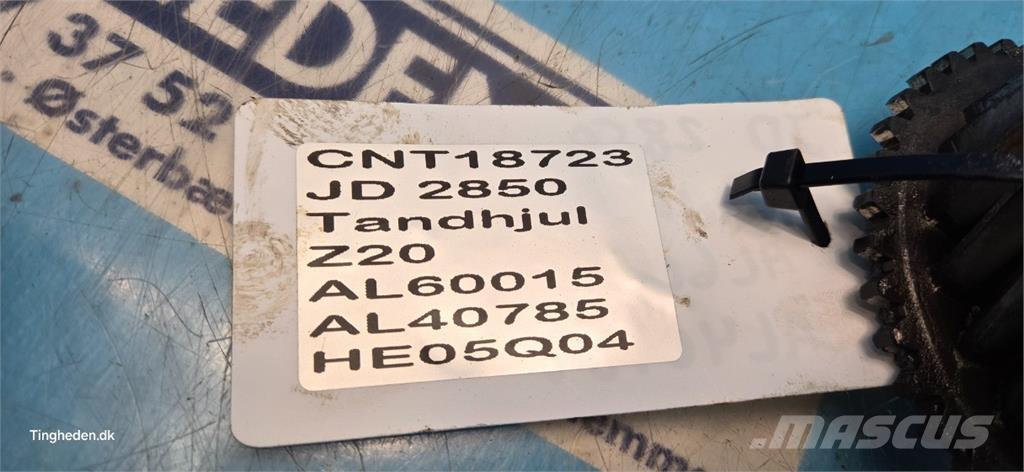 EDEN
37 52
Østerbæ
CNT18723
JD 2850
Tandhjul
Z20
AL60015
AL40785
HE05Q04
Tingheden.dk
MASCUS